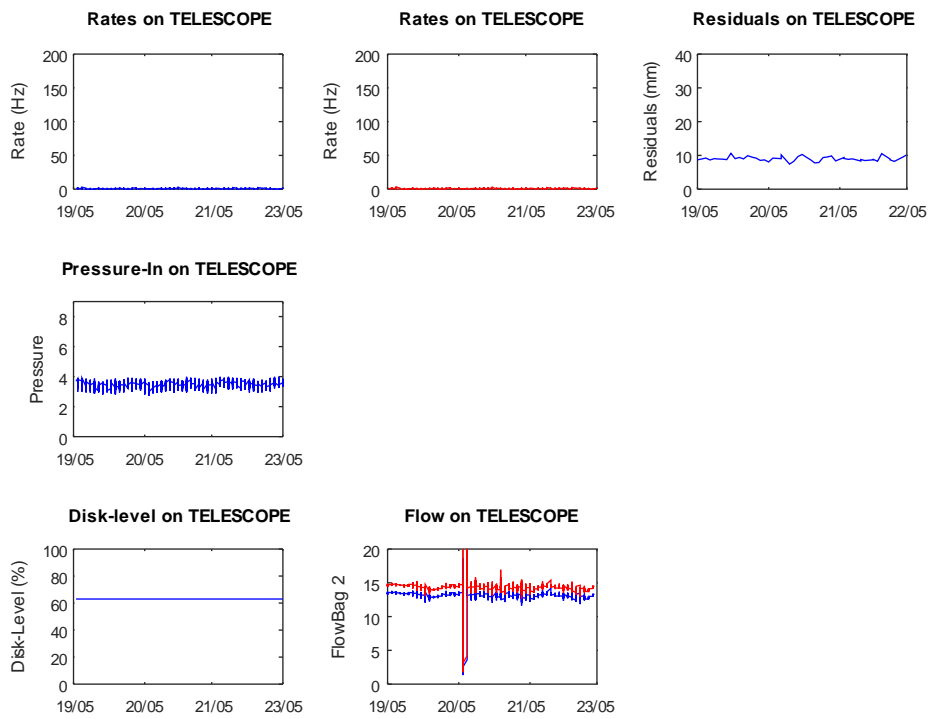 Rates on TELESCOPE
Rate (Hz)
200
150
100
50
0
19/05 20/05 21/05 23/05
Rates on TELESCOPE
Rate (Hz)
200
150
100
50
0
19/05 20/05 21/05 23/05
Residuals on TELESCOPE
Residuals (mm)
40
30
20
10
0
19/05 20/05 21/05 22/05
Pressure-In on TELESCOPE
Pressure
8
6
4
2
0
19/05 20/05 21/05 23/05
Disk-level on TELESCOPE
Disk-Level (%)
100
80
60
40
20
0
19/05 20/05 21/05 23/05
Flow on TELESCOPE
FlowBag 2
20
15
10
5
0
19/05 20/05 21/05 23/05